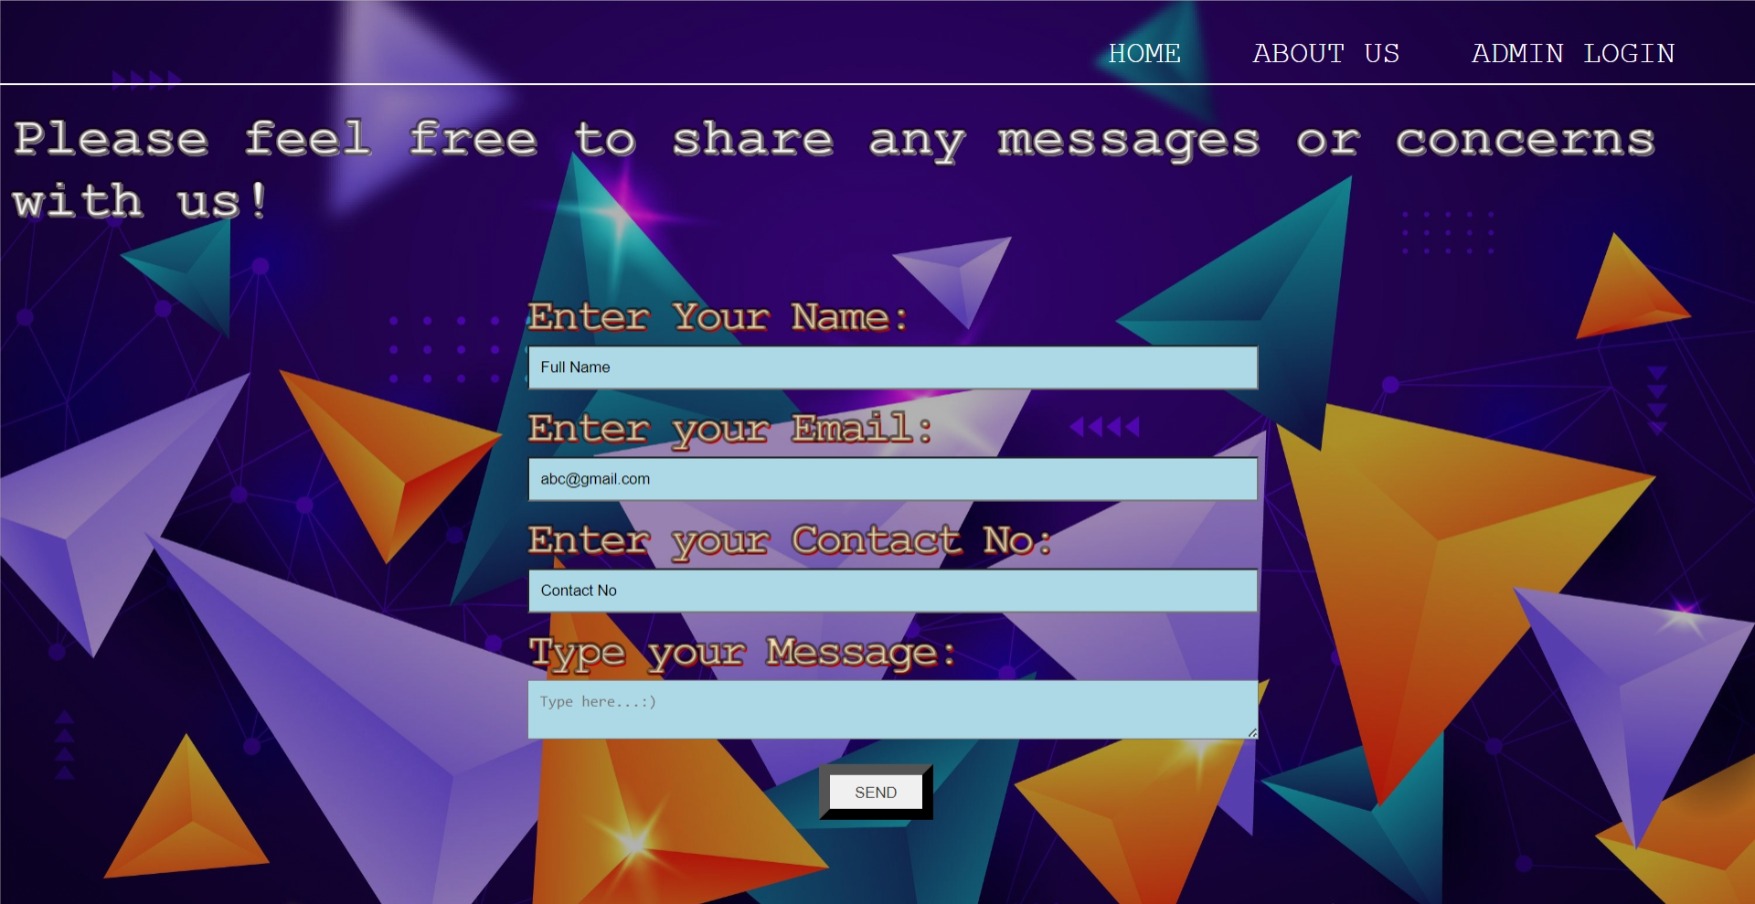 HOME ABOUT US ADMIN LOGIN
Please feel free to share any messages or concerns
with us!
Enter Your Name:
Full Name
Enter your Email:
abc@gmail.com
Enter your Contact No:
Contact No
Type your Message:
Type here...:)
SEND